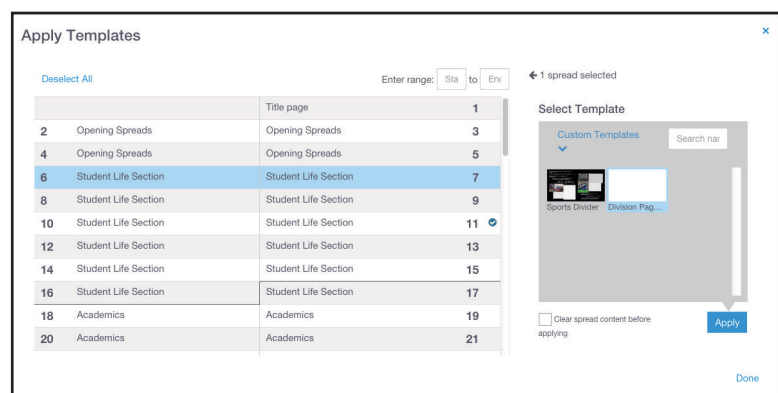 Apply Templates
×
Deselect All
Enter range: Sta to Enc
1 spread selected
Title page 1
2 Opening Spreads Opening Spreads 3
4 Opening Spreads Opening Spreads 5
6 Student Life Section Student Life Section 7
8 Student Life Section Student Life Section 9
10 Student Life Section Student Life Section 11
12 Student Life Section Student Life Section 13
14 Student Life Section Student Life Section 15
16 Student Life Section Student Life Section 17
18 Academics Academics 19
20 Academics Academics 21
Select Template
Custom Templates
Search nar
Sports Divider Division Pag...
Clear spread content before
applying
Apply
Done